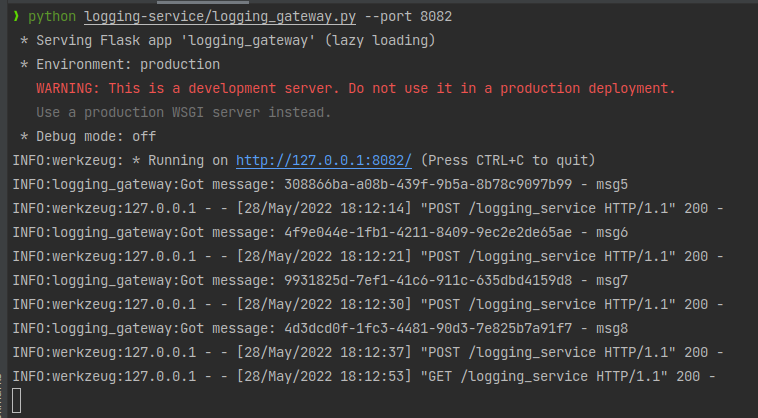 ❯ python logging-service/logging_gateway.py --port 8082
 * Serving Flask app 'logging_gateway' (lazy loading)
 * Environment: production
   WARNING: This is a development server. Do not use it in a production deployment.
   Use a production WSGI server instead.
 * Debug mode: off
INFO:werkzeug: * Running on http://127.0.0.1:8082/ (Press CTRL+C to quit)
INFO:logging_gateway:Got message: 308866ba-a08b-439f-9b5a-8b78c9097b99 - msg5
INFO:werkzeug:127.0.0.1 - - [28/May/2022 18:12:14] "POST /logging_service HTTP/1.1" 200 -
INFO:logging_gateway:Got message: 4f9e044e-1fb1-4211-8409-9ec2e2de65ae - msg6
INFO:werkzeug:127.0.0.1 - - [28/May/2022 18:12:21] "POST /logging_service HTTP/1.1" 200 -
INFO:logging_gateway:Got message: 9931825d-7ef1-41c6-911c-635dbd4159d8 - msg7
INFO:werkzeug:127.0.0.1 - - [28/May/2022 18:12:30] "POST /logging_service HTTP/1.1" 200 -
INFO:logging_gateway:Got message: 4d3dcd0f-1fc3-4481-90d3-7e825b7a91f7 - msg8
INFO:werkzeug:127.0.0.1 - - [28/May/2022 18:12:37] "POST /logging_service HTTP/1.1" 200 -
INFO:werkzeug:127.0.0.1 - - [28/May/2022 18:12:53] "GET /logging_service HTTP/1.1" 200 -